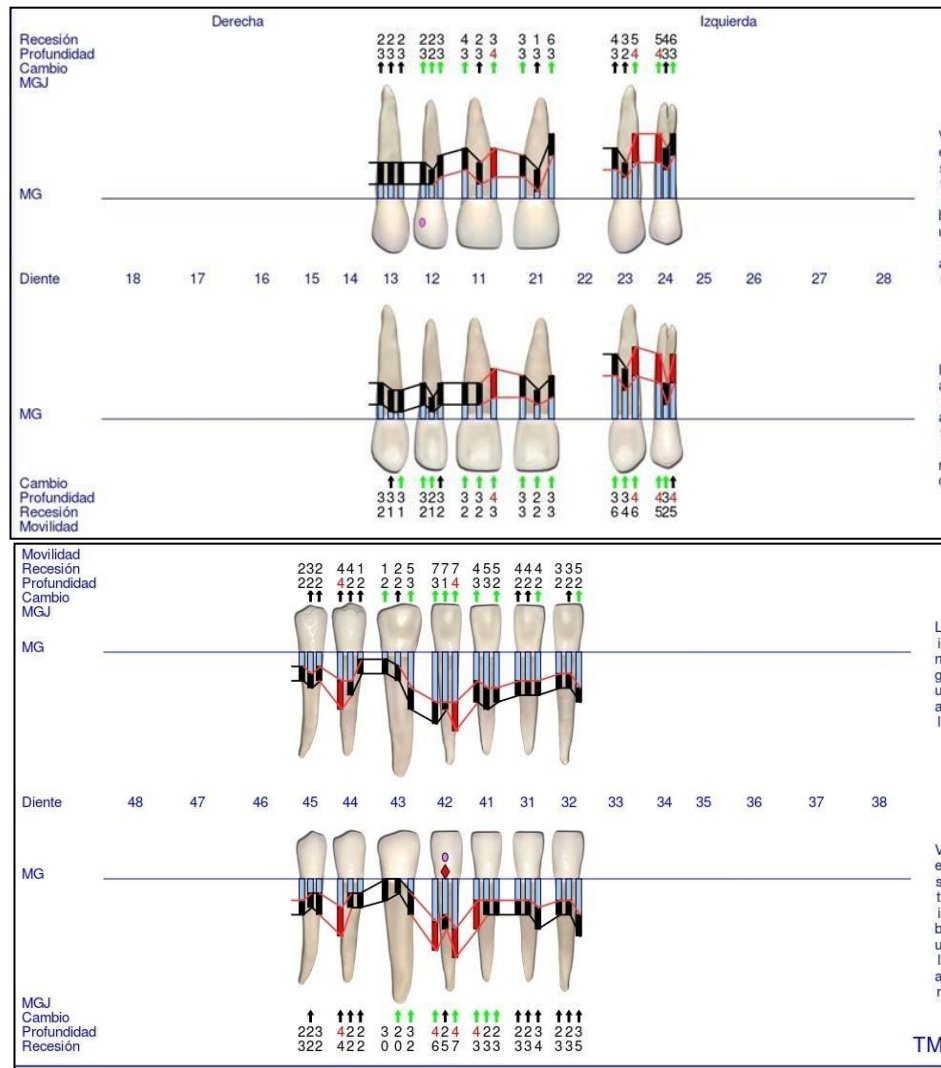 Derecha Izquierda
Recesión 222 223 4 2 3 3 1 6 435 546
Profundidad 333 323 3 3 4 3 3 3 324 433
Cambio
MGJ
MG
Diente 18 17 16 15 14 13 12 11 21 22 23 24 25 26 27 28
MG
Cambio
Profundidad 333 323 3 3 4 3 2 3 334 434
Recesión 211 212 2 2 3 3 2 3 646 525
Movilidad
Movilidad
Recesión 232 441 1 2 5 777 455 444 335
Profundidad 222 422 2 2 3 314 332 222 222
Cambio
MGJ
MG
Diente 48 47 46 45 44 43 42 41 31 32 33 34 35 36 37 38
MG
MGJ
Cambio
Profundidad 223 422 3 2 3 424 422 223 223
Recesión 322 422 0 0 2 657 333 334 335
TM